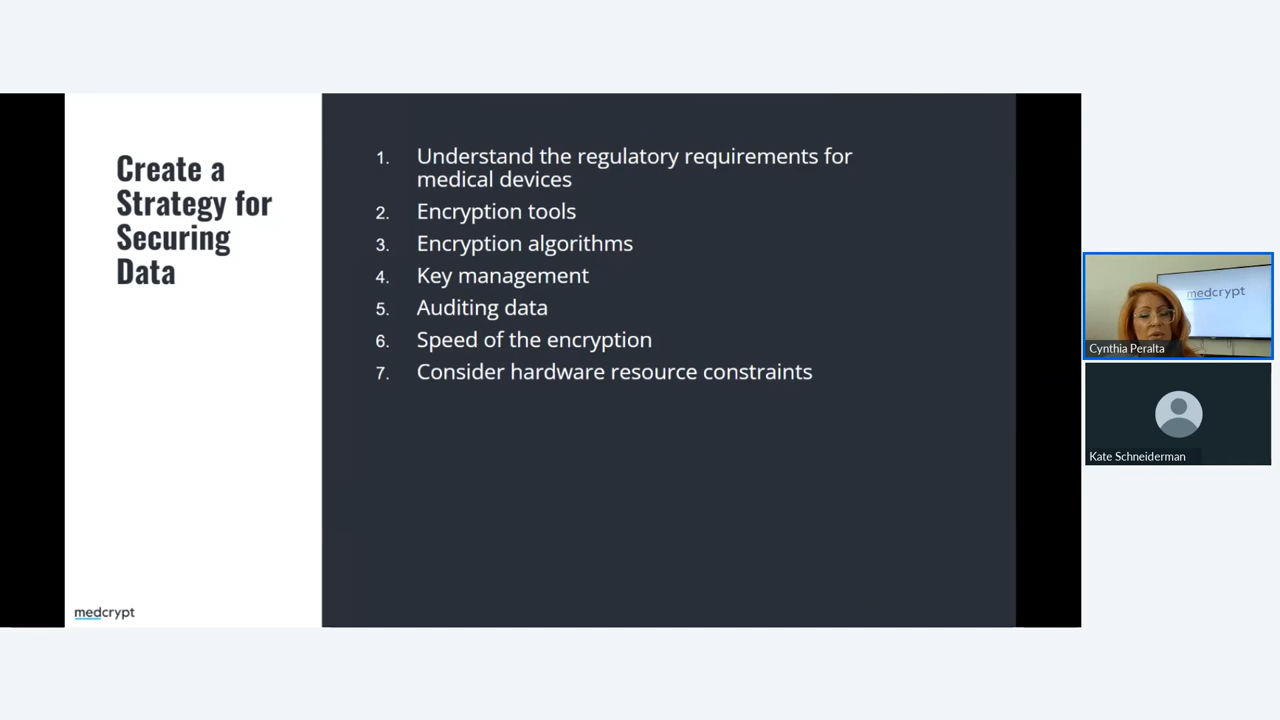 Create a
Strategy for
Securing
Data
1. Understand the regulatory requirements for
medical devices
2. Encryption tools
3. Encryption algorithms
4. Key management
5. Auditing data
6. Speed of the encryption
7. Consider hardware resource constraints
medcrypt
medcrypt
Cynthia Peralta
Kate Schneiderman